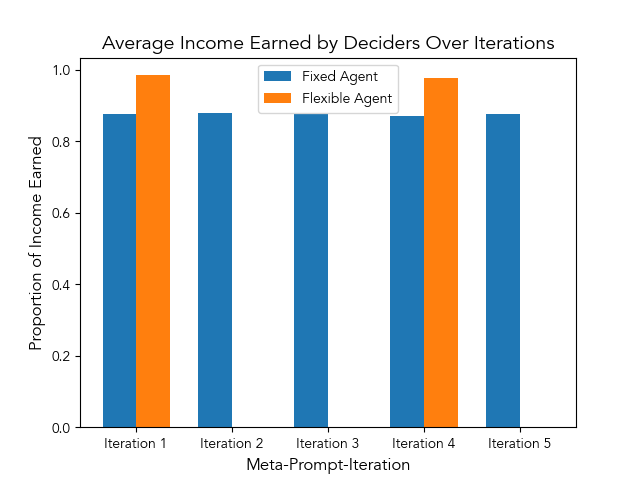 Average Income Earned by Deciders Over Iterations
Fixed Agent
Flexible Agent
Proportion of Income Earned
1.0
0.8
0.6
0.4
0.2
0.0
Iteration 1
Iteration 2
Iteration 3
Iteration 4
Iteration 5
Meta-Prompt-Iteration